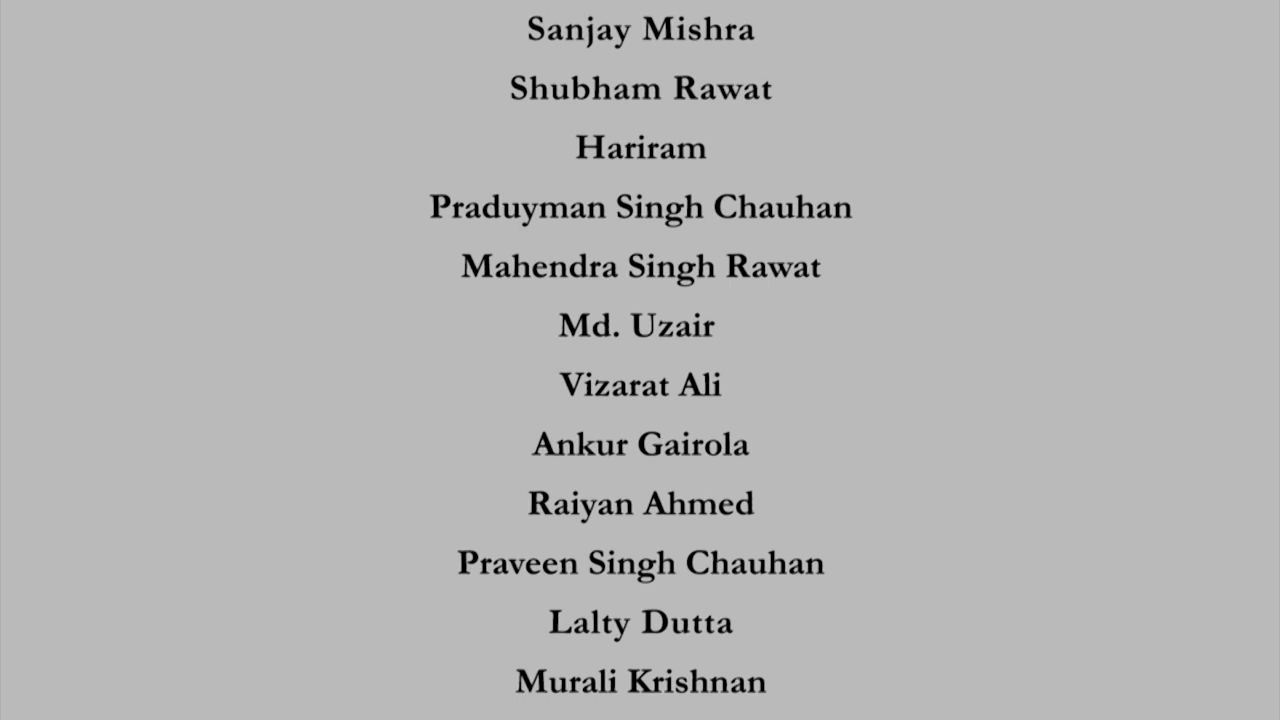 Sanjay Mishra
Shubham Rawat
Hariram
Praduyman Singh Chauhan
Mahendra Singh Rawat
Md. Uzair
Vizarat Ali
Ankur Gairola
Raiyan Ahmed
Praveen Singh Chauhan
Lalty Dutta
Murali Krishnan